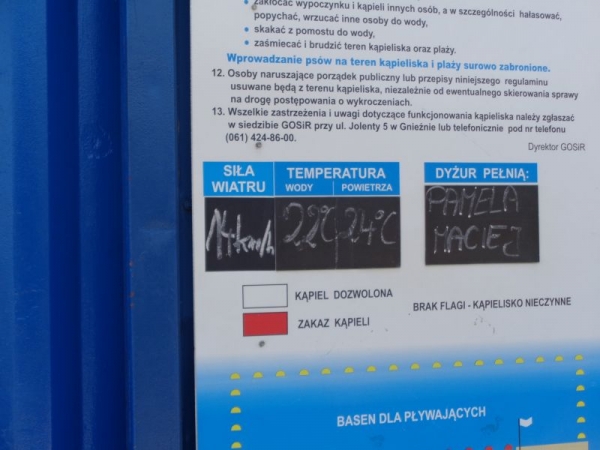 zakłócać wypoczynku i kąpieli innych osób, a w szczególności hałasować,
popychać, wrzucać inne osoby do wody,
• skakać z pomostu do wody,
• zaśmiecać i brudzić teren kąpieliska oraz plaży.
Wprowadzanie psów na teren kąpieliska i plaży surowo zabronione.
12. Osoby naruszające porządek publiczny lub przepisy niniejszego regulaminu
usuwane będą z terenu kąpieliska, niezależnie od ewentualnego skierowania sprawy
na drogę postępowania o wykroczeniach.
13. Wszelkie zastrzeżenia i uwagi dotyczące funkcjonowania kąpieliska należy zgłaszać
w siedzibie GOSiR przy ul. Jolenty 5 w Gnieźnie lub telefonicznie pod nr telefonu
(061) 424-86-00.
Dyrektor GOSiR
SIŁA WIATRU
14 km/h
TEMPERATURA
WODY POWIETRZA
22°C 24°C
DYŻUR PEŁNIĄ:
PAMELA
MACIEJ
KĄPIEL DOZWOLONA
ZAKAZ KĄPIELI
BRAK FLAGI - KĄPIELISKO NIECZYNNE
BASEN DLA PŁYWAJĄCYCH